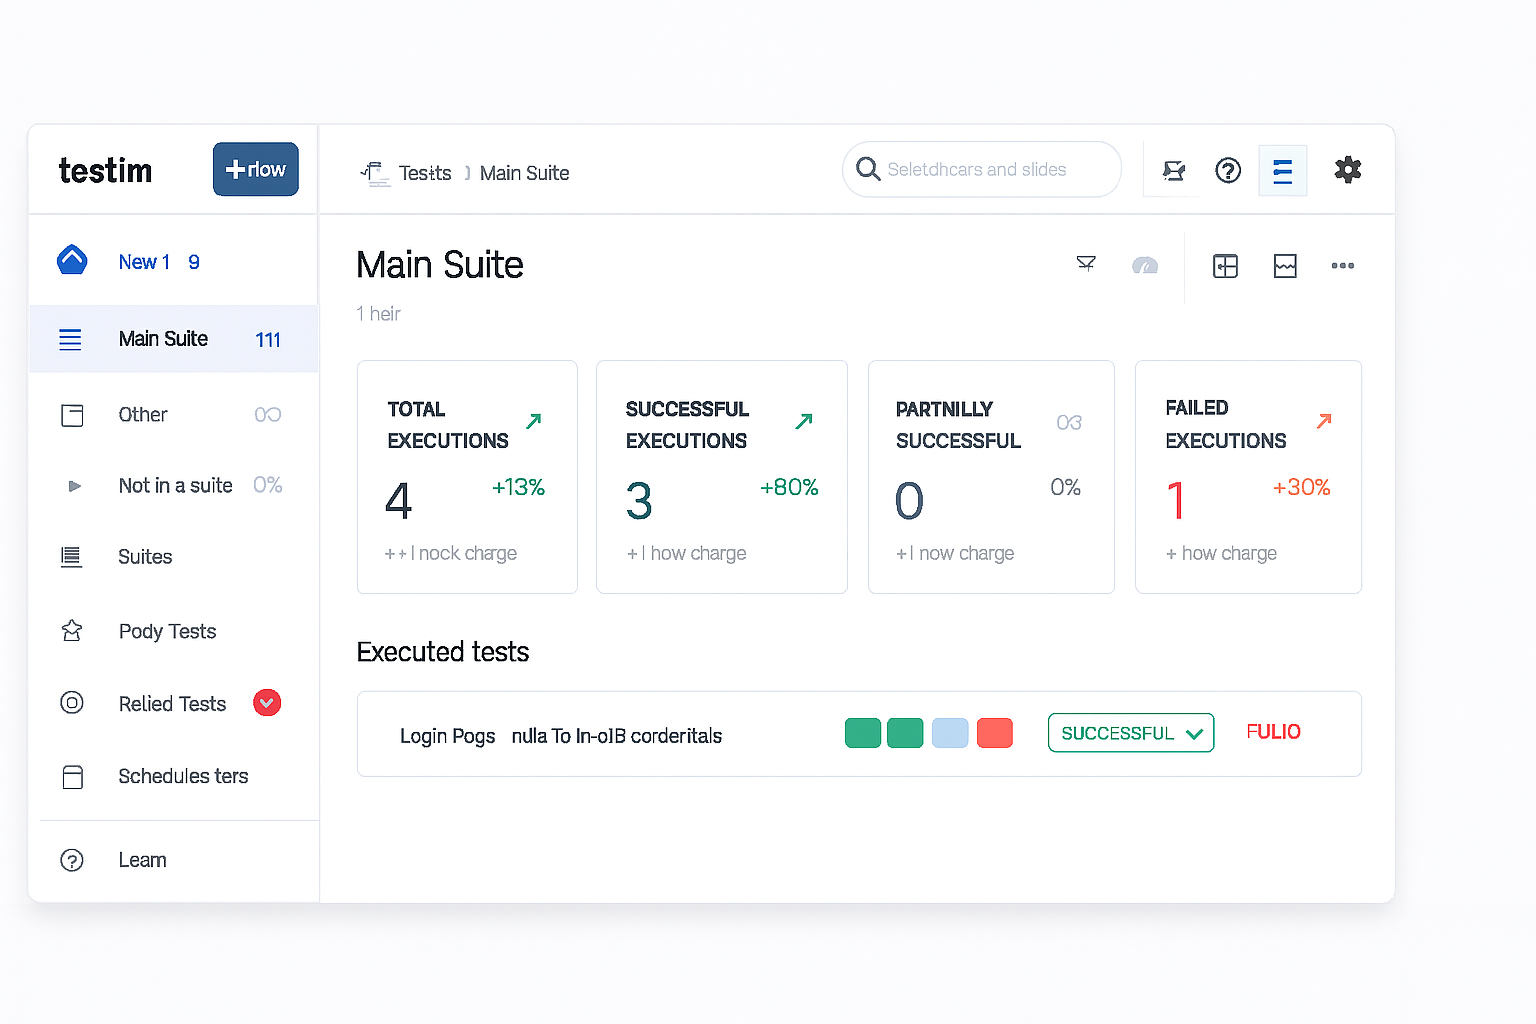 testim
+rlow
Tesits
Main Suite
Seletdhcars and slides
New 1 9
Main Suite 111
Other
Not in a suite 0%
Suites
Pody Tests
Relied Tests
Schedules ters
Leam
Main Suite
1 heir
TOTAL
EXECUTIONS
4 +13%
++I nock charge
SUCCESSFUL
EXECUTIONS
3 +80%
+I how charge
PARTNILLY
SUCCESSFUL
0 0%
+I now charge
FAILED
EXECUTIONS
1 +30%
+ how charge
Executed tests
Login Pogs nulla To In-olB corderitals
SUCCESSFUL
FULIO